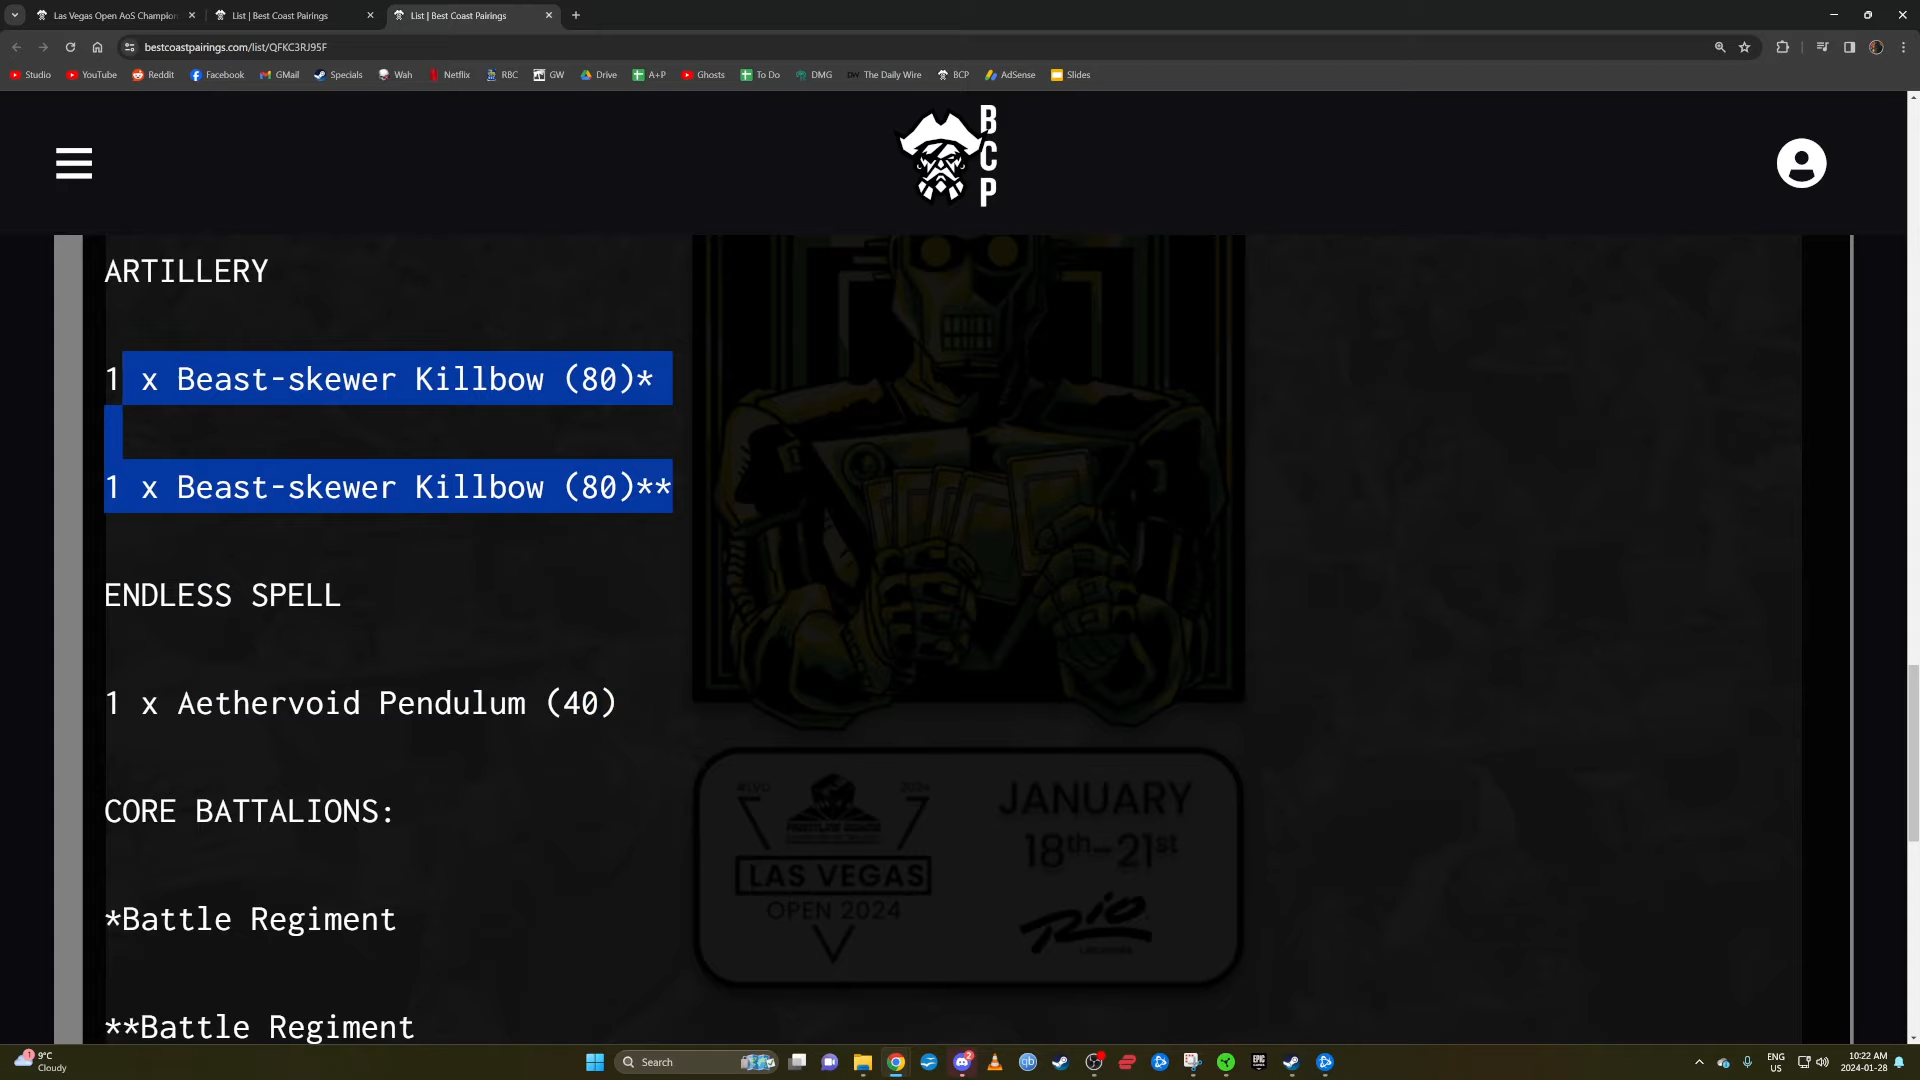 Las Vegas Open AoS Champion
List | Best Coast Pairings
List | Best Coast Pairings
bestcoastpairings.com/list/QFKC3RJ95F
Studio YouTube Reddit Facebook GMail Specials Wah Netflix RBC GW Drive A+P Ghosts To Do DMG The Daily Wire BCP AdSense Slides
BCP
ARTILLERY
1 x Beast-skewer Killbow (80)*
1 x Beast-skewer Killbow (80)**
ENDLESS SPELL
1 x Aethervoid Pendulum (40)
CORE BATTALIONS:
*Battle Regiment
**Battle Regiment
#LVO 2024
LAS VEGAS
OPEN 2024
JANUARY
18th-21st
Rio
9°C
Cloudy
Search
ENG
US
10:22 AM
2024-01-28